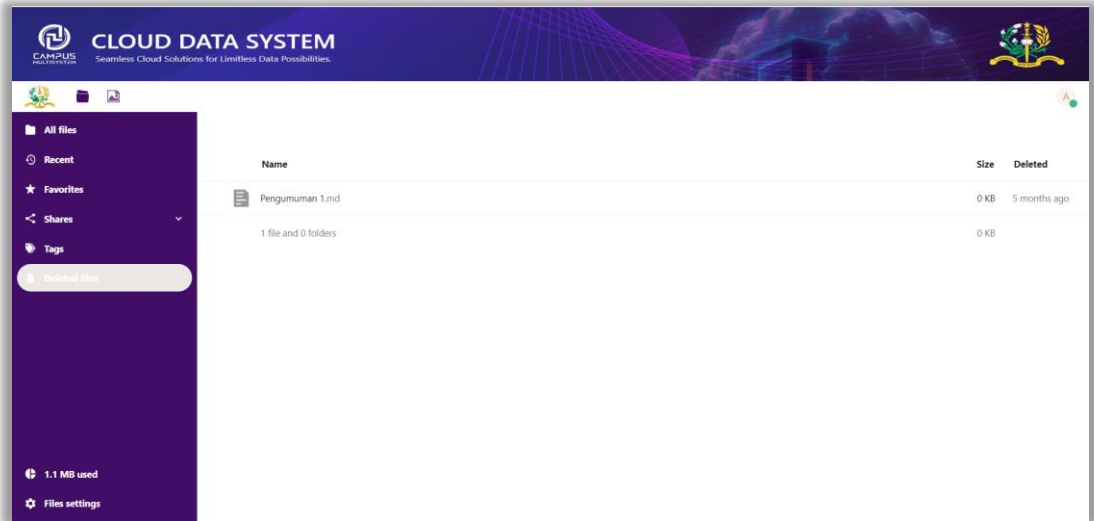 CAMPUS
MULTISYSTEM
CLOUD DATA SYSTEM
Seamless Cloud Solutions for Limitless Data Possibilities.
A
All files
Recent
Favorites
Shares
Tags
Deleted files
Name Size Deleted
Pengumuman 1.md 0 KB 5 months ago
1 file and 0 folders 0 KB
1.1 MB used
Files settings